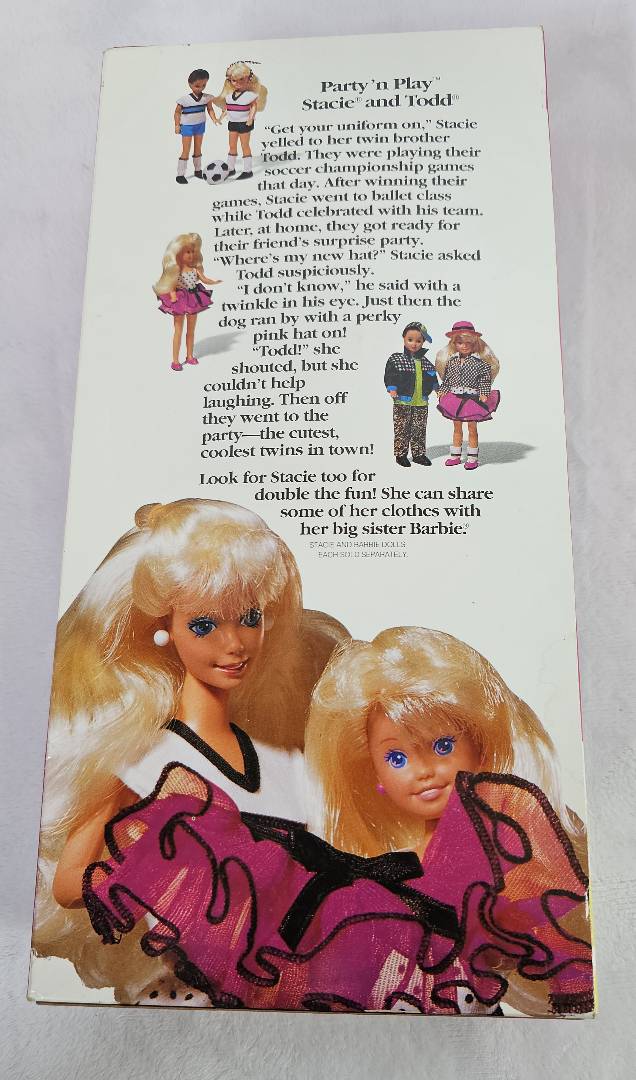 Party 'n Play™
Stacie® and Todd®
"Get your uniform on," Stacie
yelled to her twin brother
Todd. They were playing their
soccer championship games
that day. After winning their
games, Stacie went to ballet class
while Todd celebrated with his team.
Later, at home, they got ready for
their friend's surprise party.
"Where's my new hat?" Stacie asked
Todd suspiciously.
"I don't know," he said with a
twinkle in his eye. Just then the
dog ran by with a perky
pink hat on!
"Todd!" she
shouted, but she
couldn't help
laughing. Then off
they went to the
party—the cutest,
coolest twins in town!
Look for Stacie too for
double the fun! She can share
some of her clothes with
her big sister Barbie.®
STACIE AND BARBIE DOLLS
EACH SOLD SEPARATELY.